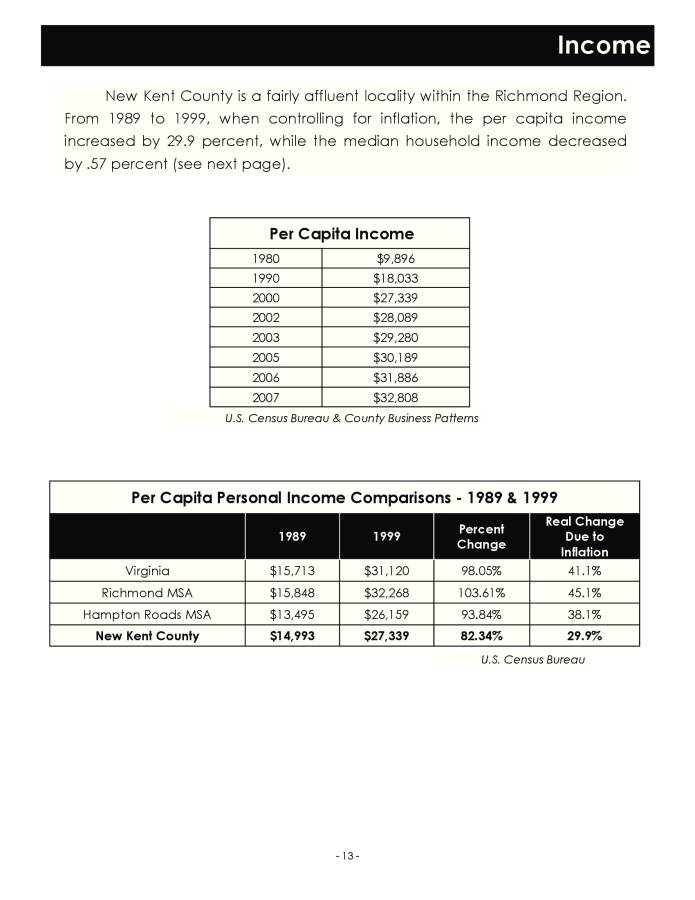 Income
New Kent County is a fairly affluent locality within the Richmond Region.
From 1989 to 1999, when controlling for inflation, the per capita income
increased by 29.9 percent, while the median household income decreased
by .57 percent (see next page).
Per Capita Income
1980 $9,896
1990 $18,033
2000 $27,339
2002 $28,089
2003 $29,280
2005 $30,189
2006 $31,886
2007 $32,808
U.S. Census Bureau & County Business Patterns
Per Capita Personal Income Comparisons - 1989 & 1999
1989 1999 Percent Change Real Change Due to Inflation
Virginia $15,713 $31,120 98.05% 41.1%
Richmond MSA $15,848 $32,268 103.61% 45.1%
Hampton Roads MSA $13,495 $26,159 93.84% 38.1%
New Kent County $14,993 $27,339 82.34% 29.9%
U.S. Census Bureau
- 13 -